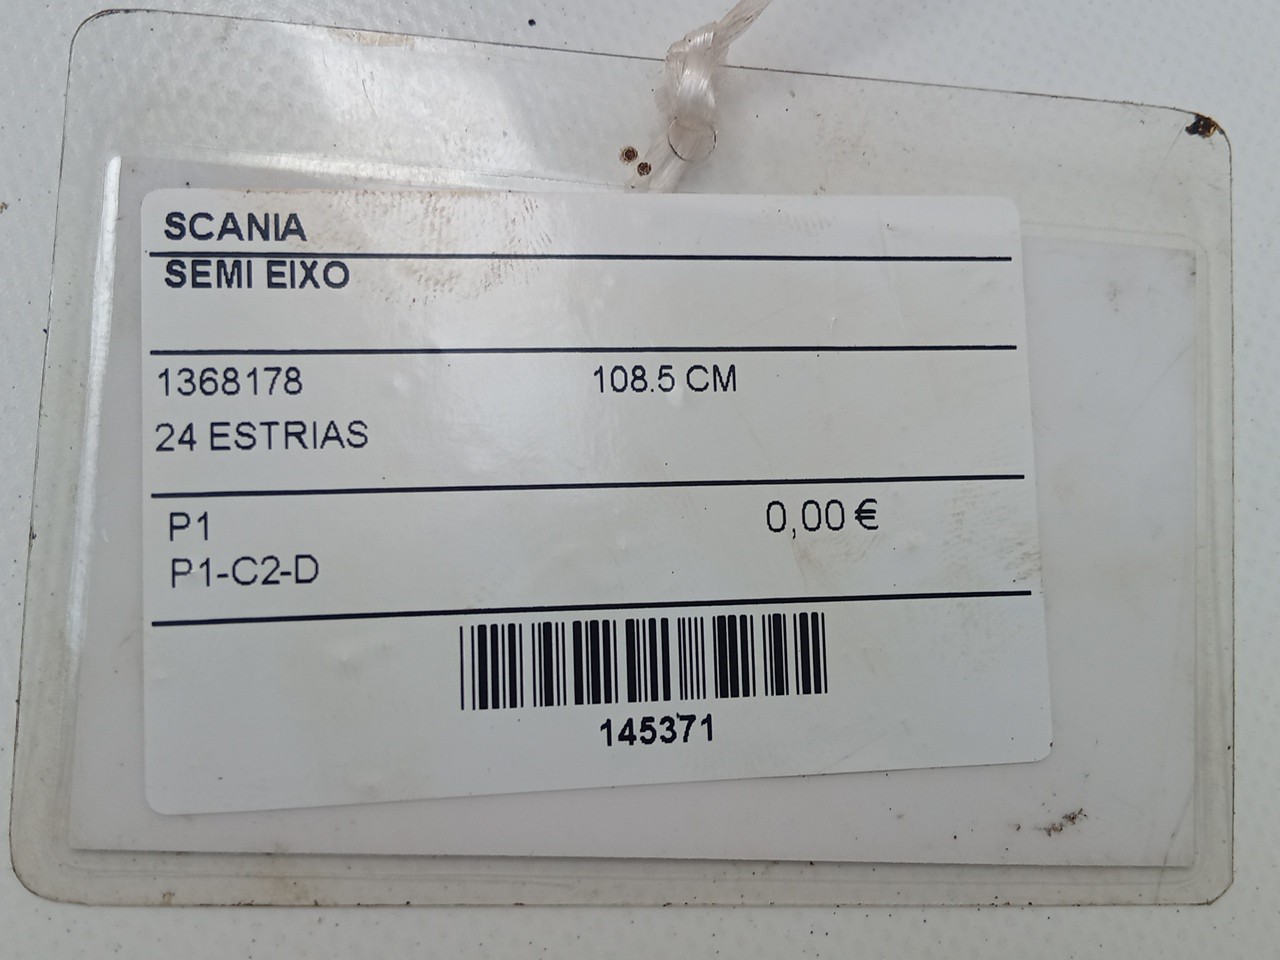 SCANIA
SEMI EIXO
1368178 108.5 CM
24 ESTRIAS
P1 0,00 €
P1-C2-D
145371